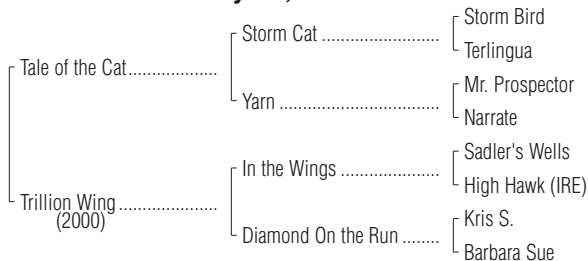 Storm Bird
Storm Cat ........................
Terlingua
Tale of the Cat..................
Mr. Prospector
Yarn ................................
Narrate
Sadler's Wells
In the Wings ....................
High Hawk (IRE)
Trillion Wing ....................
(2000)
Kris S.
Diamond On the Run ........
Barbara Sue